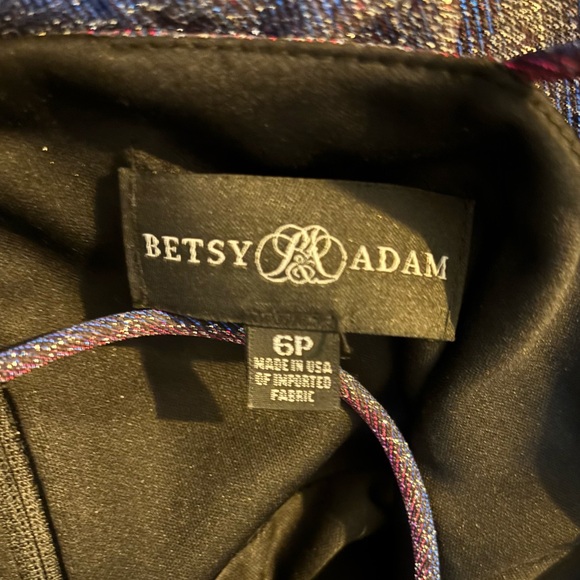 BETSY B&A ADAM
6P
MADE IN USA
OF IMPORTED
FABRIC